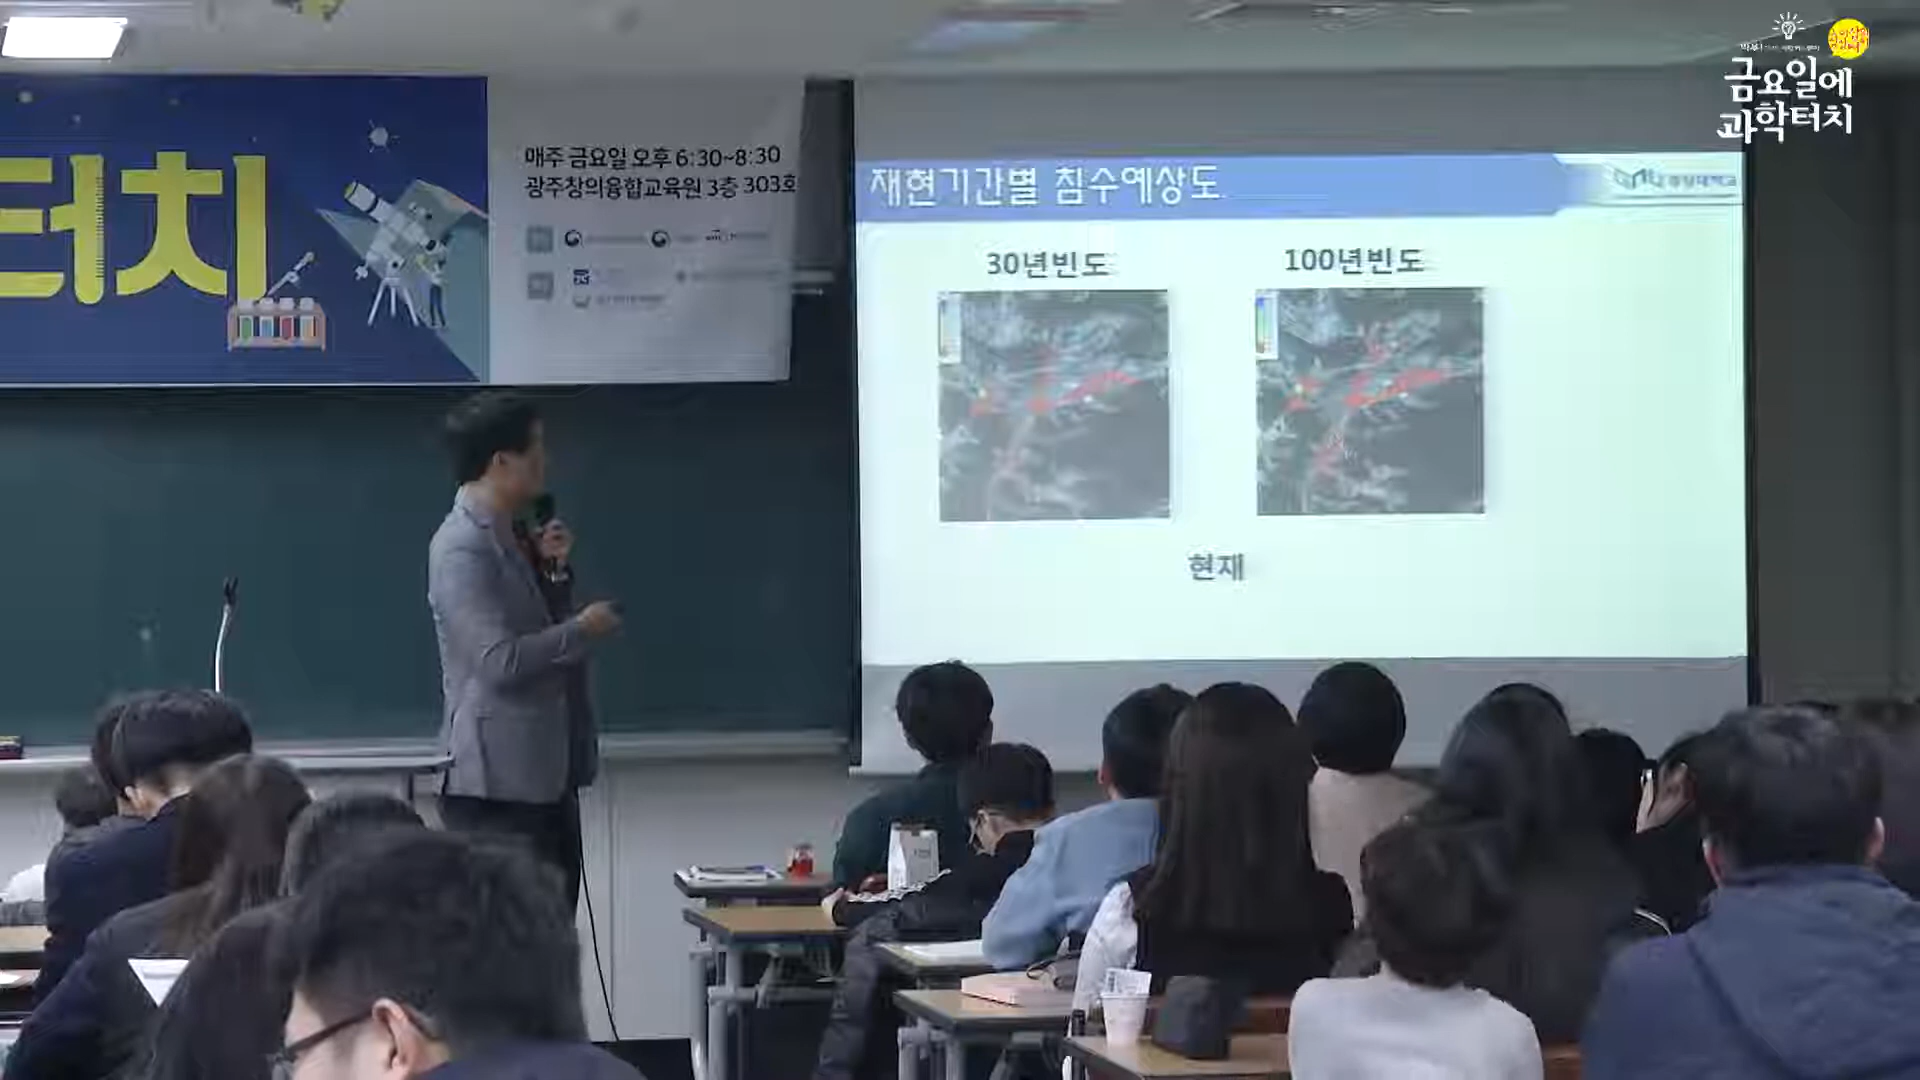 금요일에
과학터치
터치
매주 금요일 오후 6:30~8:30
광주창의융합교육원 3층 303호
재현기간별 침수예상도
30년빈도
100년빈도
현재